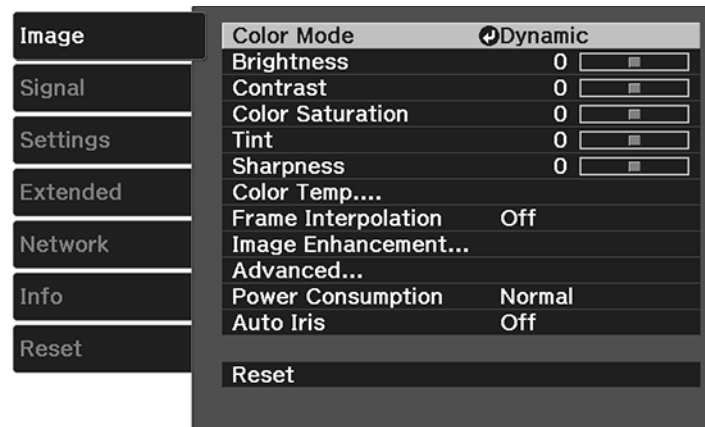 Image
Signal
Settings
Extended
Network
Info
Reset
Color Mode Dynamic
Brightness 0
Contrast 0
Color Saturation 0
Tint 0
Sharpness 0
Color Temp....
Frame Interpolation Off
Image Enhancement...
Advanced...
Power Consumption Normal
Auto Iris Off
Reset